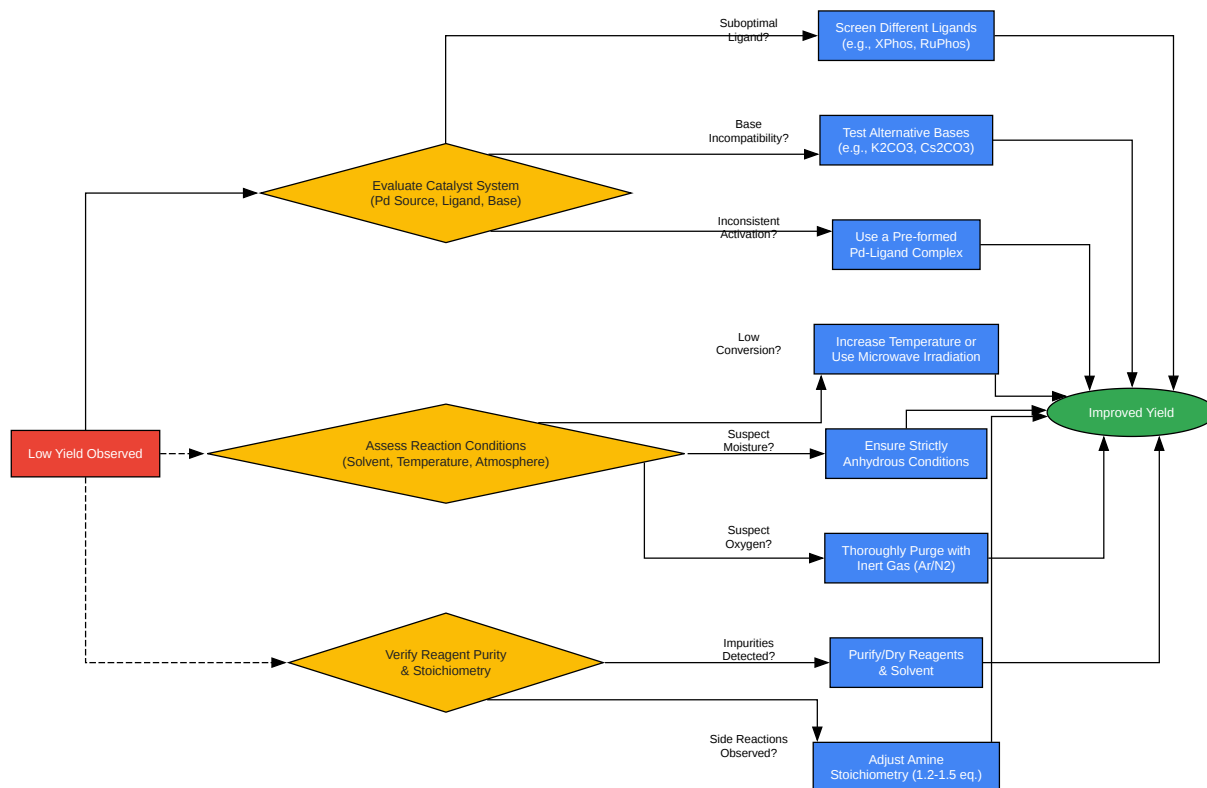 Suboptimal
Ligand?
Screen Different Ligands
(e.g., XPhos, RuPhos)
Base
Incompatibility?
Test Alternative Bases
(e.g., K2CO3, Cs2CO3)
Evaluate Catalyst System
(Pd Source, Ligand, Base)
Inconsistent
Activation?
Use a Pre-formed
Pd-Ligand Complex
Low
Conversion?
Increase Temperature or
Use Microwave Irradiation
Improved Yield
Low Yield Observed
Assess Reaction Conditions
(Solvent, Temperature, Atmosphere)
Suspect
Moisture?
Ensure Strictly
Anhydrous Conditions
Suspect
Oxygen?
Thoroughly Purge with
Inert Gas (Ar/N2)
Verify Reagent Purity
& Stoichiometry
Impurities
Detected?
Purify/Dry Reagents
& Solvent
Side Reactions
Observed?
Adjust Amine
Stoichiometry (1.2-1.5 eq.)